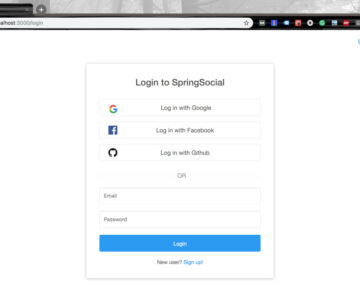 alhost:3000/login
Login to SpringSocial
Log in with Google
Log in with Facebook
Log in with Github
OR
Email
Password
Login
New user? Sign up!